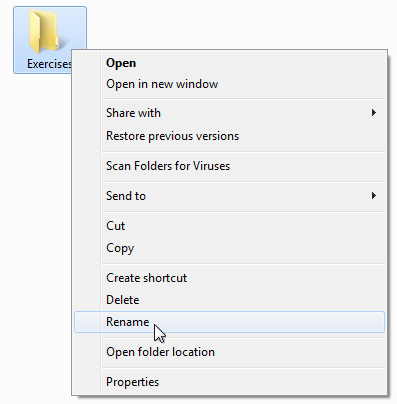 Exercises
Open
Open in new window
Share with
Restore previous versions
Scan Folders for Viruses
Send to
Cut
Copy
Create shortcut
Delete
Rename
Open folder location
Properties